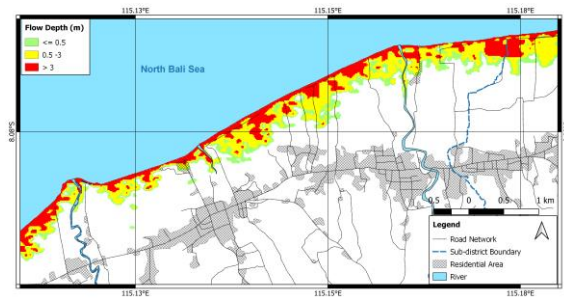 115.13°E 115.15°E 115.18°E
Flow Depth (m)
<= 0.5
0.5 -3
> 3
North Bali Sea
8.08°S
0.5 0 0.5 1 km
Legend
Road Network
Sub-district Boundary
Residential Area
River
115.13°E 115.15°E 115.18°E